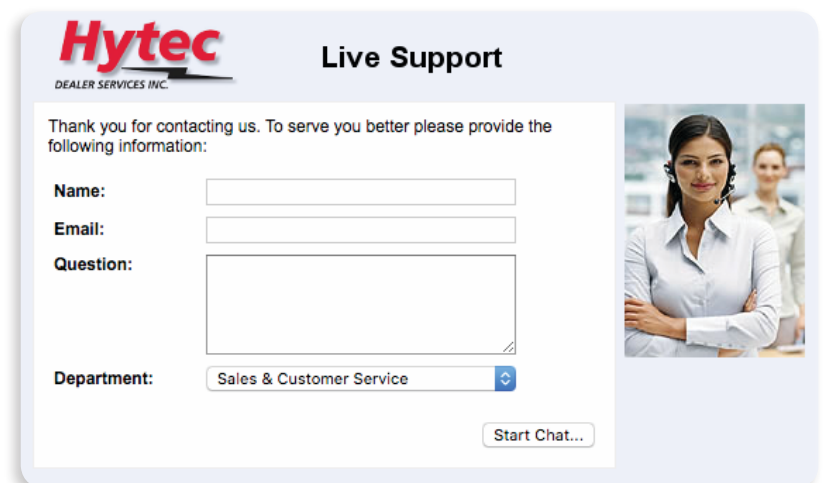 Hytec
DEALER SERVICES INC.
Live Support
Thank you for contacting us. To serve you better please provide the
following information:
Name:
Email:
Question:
Department:
Sales & Customer Service
Start Chat...